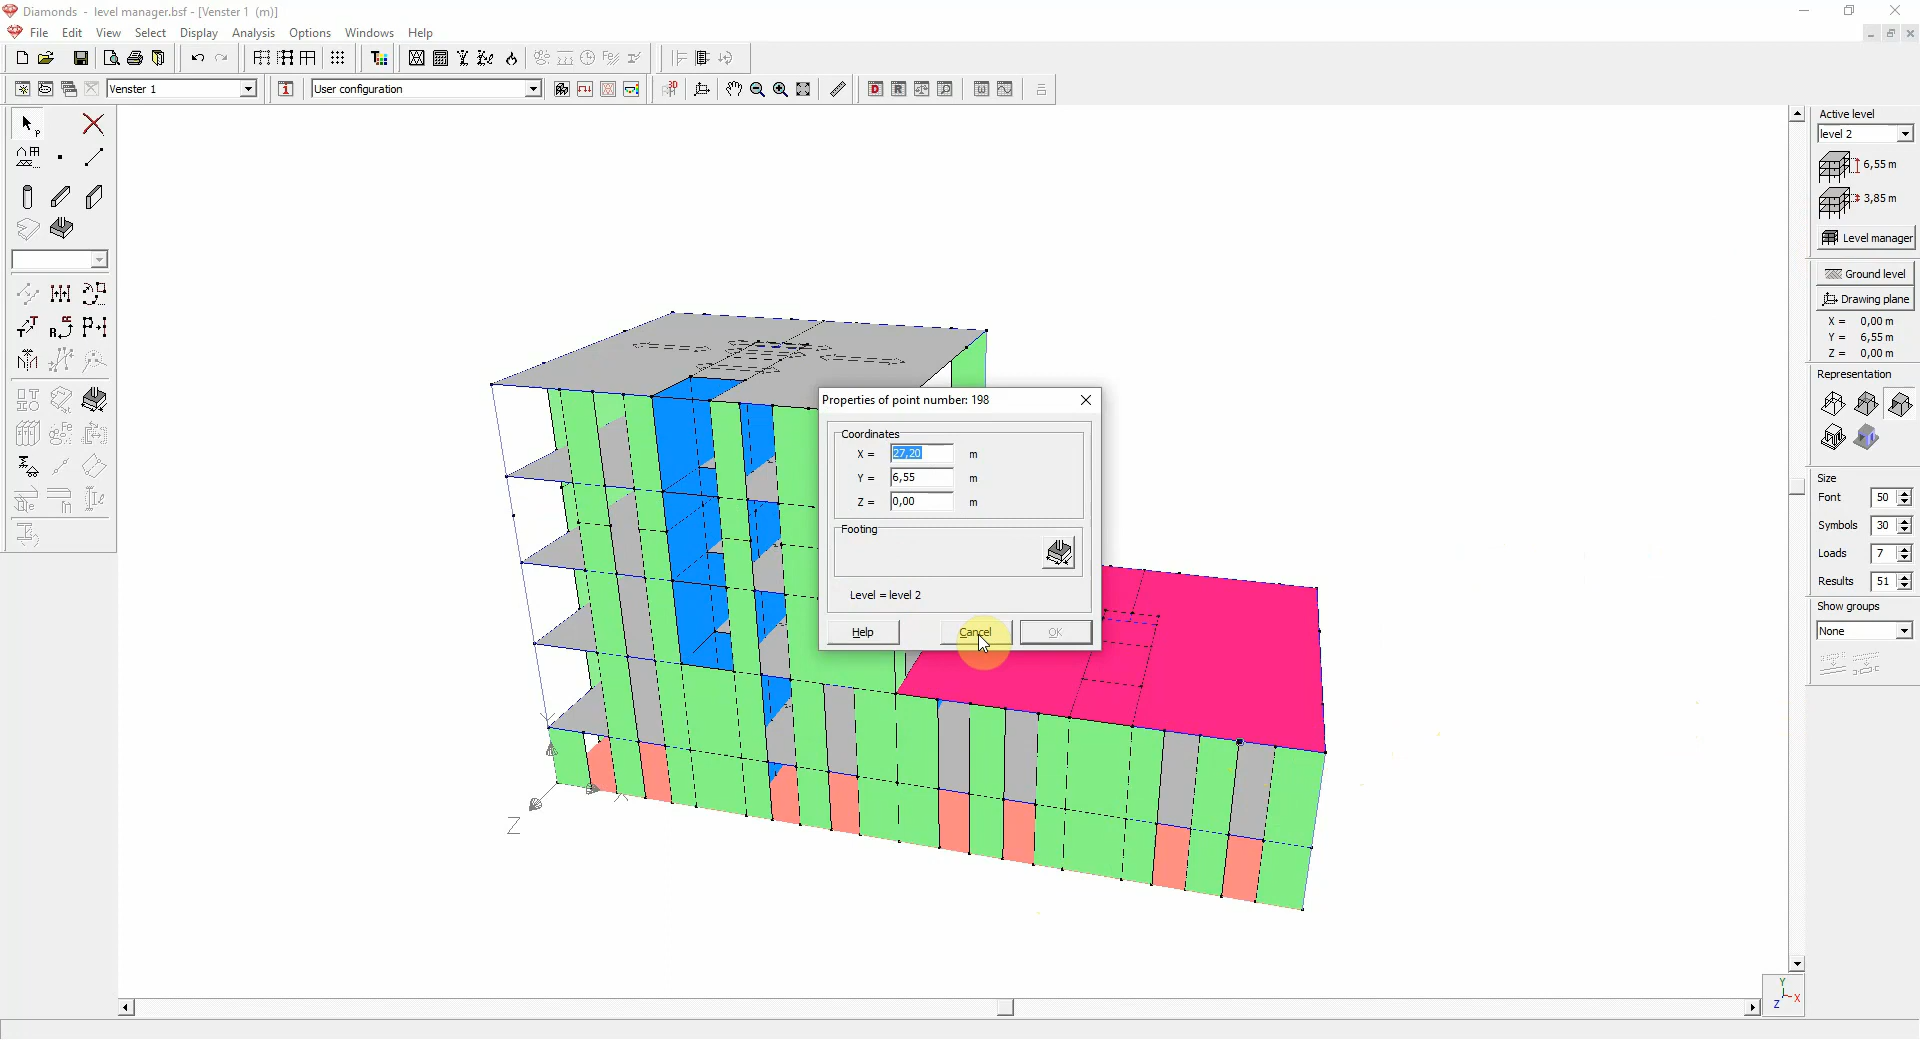 Diamonds - level manager.bsf - [Venster 1 (m)]
File Edit View Select Display Analysis Options Windows Help
Venster 1
User configuration
Active level
level 2
6,55 m
3,85 m
Level manager
Ground level
Drawing plane
X = 0,00 m
Y = 6,55 m
Z = 0,00 m
Representation
Size
Font 50
Symbols 30
Loads 7
Results 51
Show groups
None
Properties of point number: 198
Coordinates
X = 27,20 m
Y = 6,55 m
Z = 0,00 m
Footing
Level = level 2
Help Cancel OK
Z
Y
X
Z